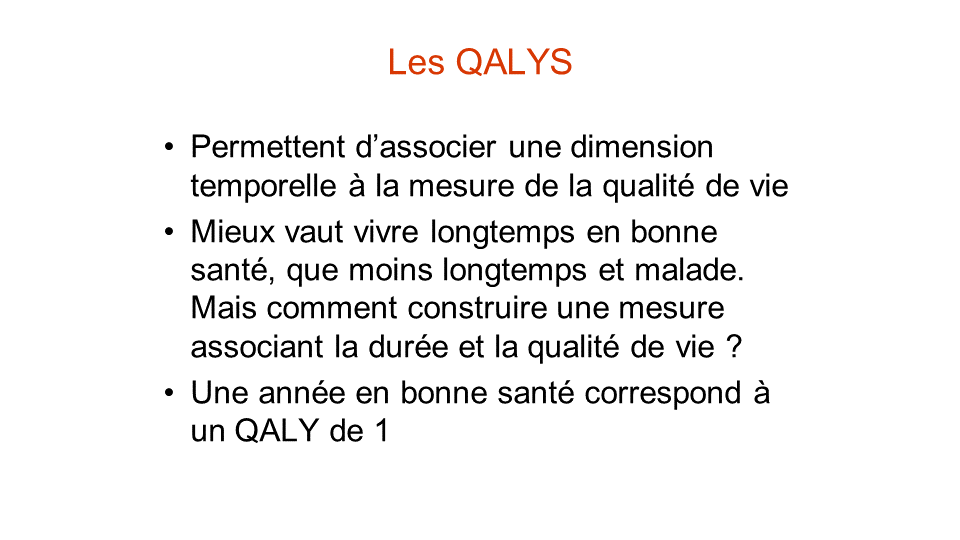 Les QALYS
• Permettent d’associer une dimension
temporelle à la mesure de la qualité de vie
• Mieux vaut vivre longtemps en bonne
santé, que moins longtemps et malade.
Mais comment construire une mesure
associant la durée et la qualité de vie ?
• Une année en bonne santé correspond à
un QALY de 1